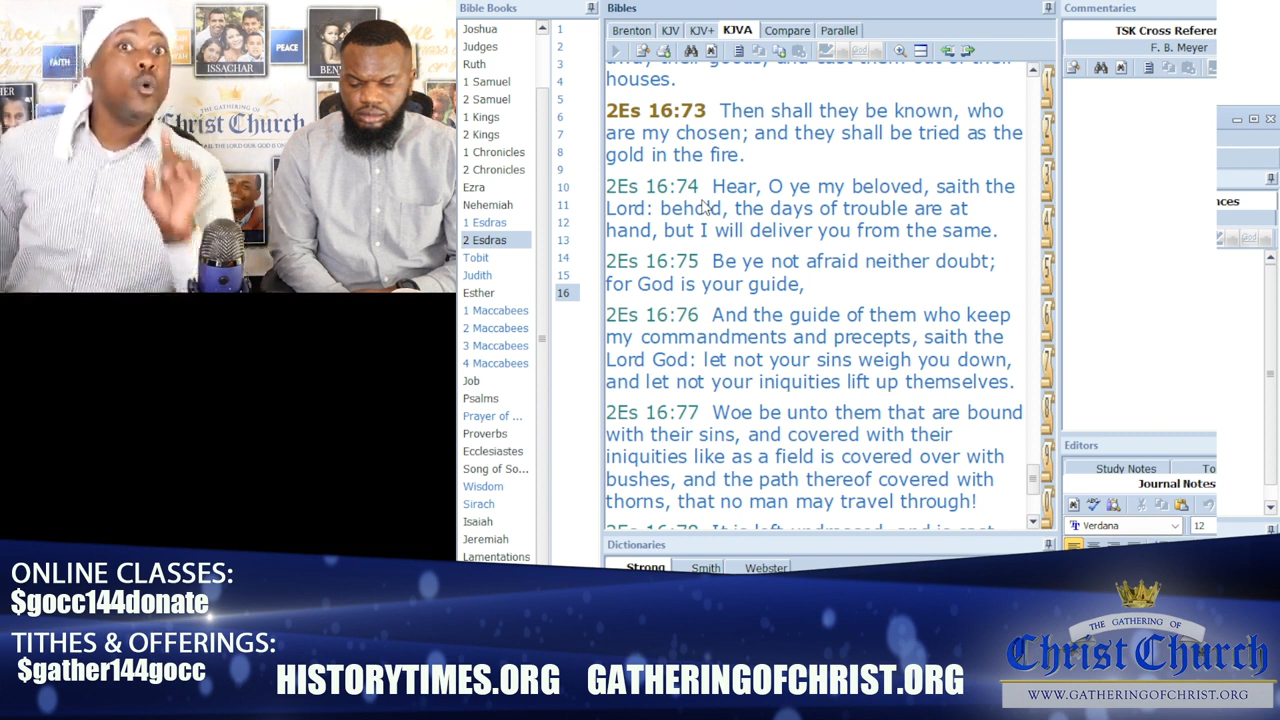 FAITH
ISSACHAR
PEACE
THE GATHERING OF
Christ Church
Bible Books
Joshua
Judges
Ruth
1 Samuel
2 Samuel
1 Kings
2 Kings
1 Chronicles
2 Chronicles
Ezra
Nehemiah
1 Esdras
2 Esdras
Tobit
Judith
Esther
1 Maccabees
2 Maccabees
3 Maccabees
4 Maccabees
Job
Psalms
Prayer of ...
Proverbs
Ecclesiastes
Song of So...
Wisdom
Sirach
Isaiah
Jeremiah
Lamentations
1
2
3
4
5
6
7
8
9
10
11
12
13
14
15
16
Bibles
Brenton KJV KJV+ KJVA Compare Parallel
houses.
2Es 16:73 Then shall they be known, who
are my chosen; and they shall be tried as the
gold in the fire.
2Es 16:74 Hear, O ye my beloved, saith the
Lord: behold, the days of trouble are at
hand, but I will deliver you from the same.
2Es 16:75 Be ye not afraid neither doubt;
for God is your guide,
2Es 16:76 And the guide of them who keep
my commandments and precepts, saith the
Lord God: let not your sins weigh you down,
and let not your iniquities lift up themselves.
2Es 16:77 Woe be unto them that are bound
with their sins, and covered with their
iniquities like as a field is covered over with
bushes, and the path thereof covered with
thorns, that no man may travel through!
Dictionaries
Strong Smith Webster
Commentaries
TSK Cross Refer
F. B. Meyer
nces
Editors
Study Notes To
Journal Notes
Verdana 12
ONLINE CLASSES:
$gocc144donate
TITHES & OFFERINGS:
$gather144gocc
HISTORYTIMES.ORG GATHERINGOFCHRIST.ORG
THE GATHERING OF
Christ Church
WWW.GATHERINGOFCHRIST.ORG